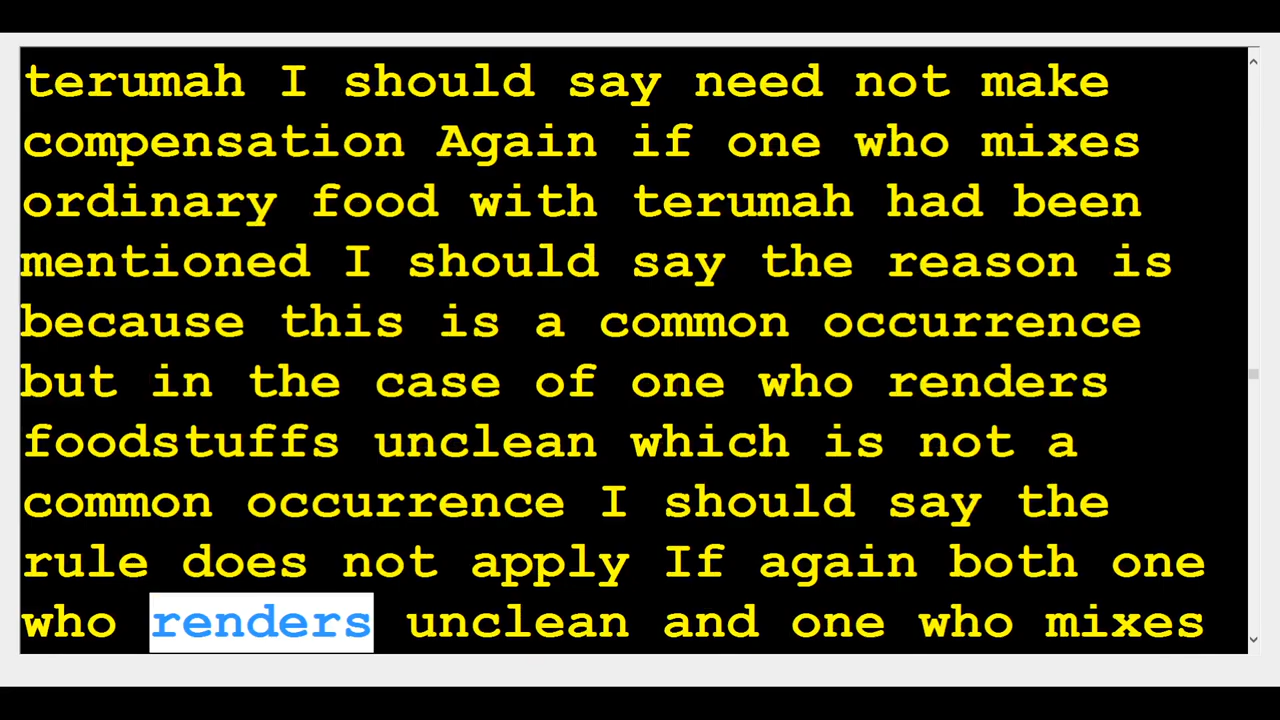 terumah I should say need not make
compensation Again if one who mixes
ordinary food with terumah had been
mentioned I should say the reason is
because this is a common occurrence
but in the case of one who renders
foodstuffs unclean which is not a
common occurrence I should say the
rule does not apply If again both one
who renders unclean and one who mixes